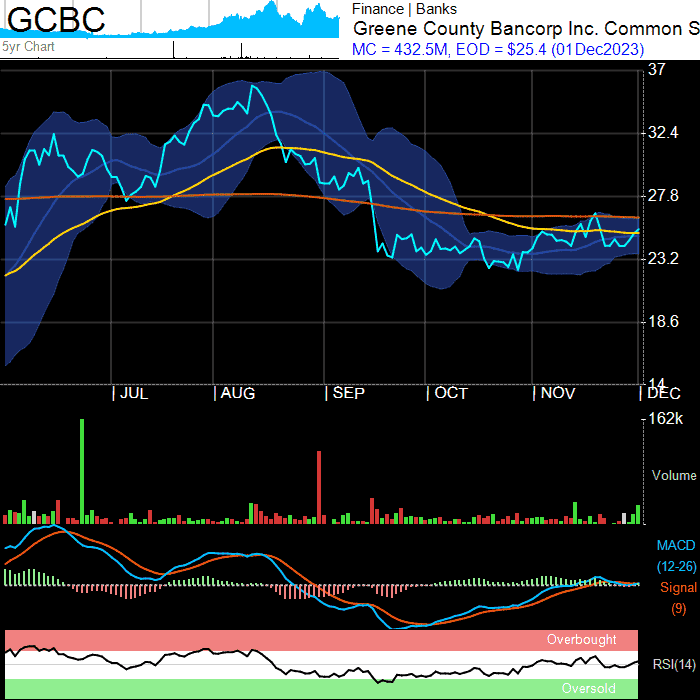 GCBC
5yr Chart
Finance | Banks
Greene County Bancorp Inc. Common S
MC = 432.5M, EOD = $25.4 (01Dec2023)
37
32.4
27.8
23.2
18.6
14
JUL
AUG
SEP
OCT
NOV
DEC
162k
Volume
MACD
(12-26)
Signal
(9)
Overbought
RSI(14)
Oversold